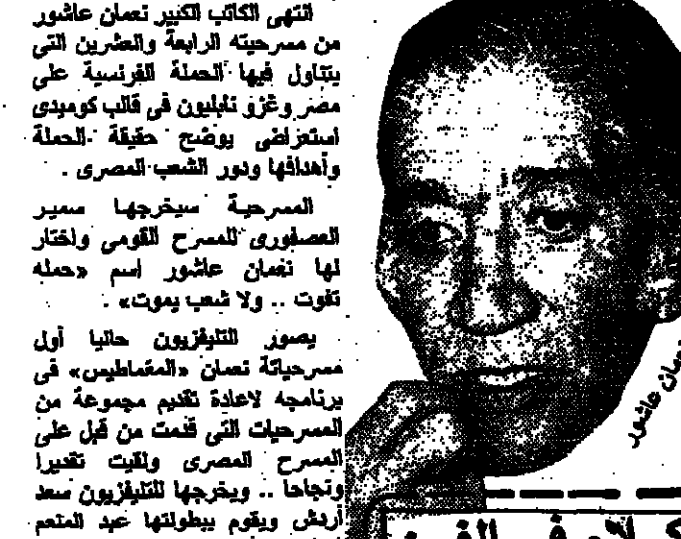 انتهى الكاتب الكبير نعمان عاشور
من مسرحيته الرابعة والعشرين التى
يتناول فيها الحملة الفرنسية على
مصر وغزو نابليون فى قالب كوميدى
استعراضى يوضح حقيقة الحملة
وأهدافها ودور الشعب المصرى .
المسرحية سيخرجها سمير
العصفورى للمسرح القومى واختار
لها نعمان عاشور اسم «حمله
تفوت .. ولا شعب يموت» .
يصور التليفزيون حاليا أول
مسرحياتة نعمان «المغماطيس» فى
برنامجه لاعادة تقديم مجموعة من
المسرحيات التى قدمت من قبل على
المسرح المصرى ولقيت تقديرا
ونجاحا .. ويخرجها للتليفزيون سعد
أردش ويقوم ببطولتها عبد المنعم
نعمان عاشور